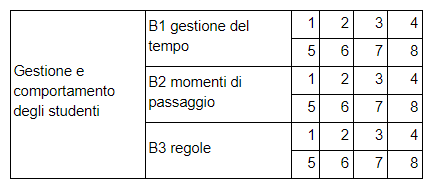 B1 gestione del tempo 1 2 3 4
5 6 7 8
Gestione e comportamento degli studenti
B2 momenti di passaggio 1 2 3 4
5 6 7 8
B3 regole 1 2 3 4
5 6 7 8